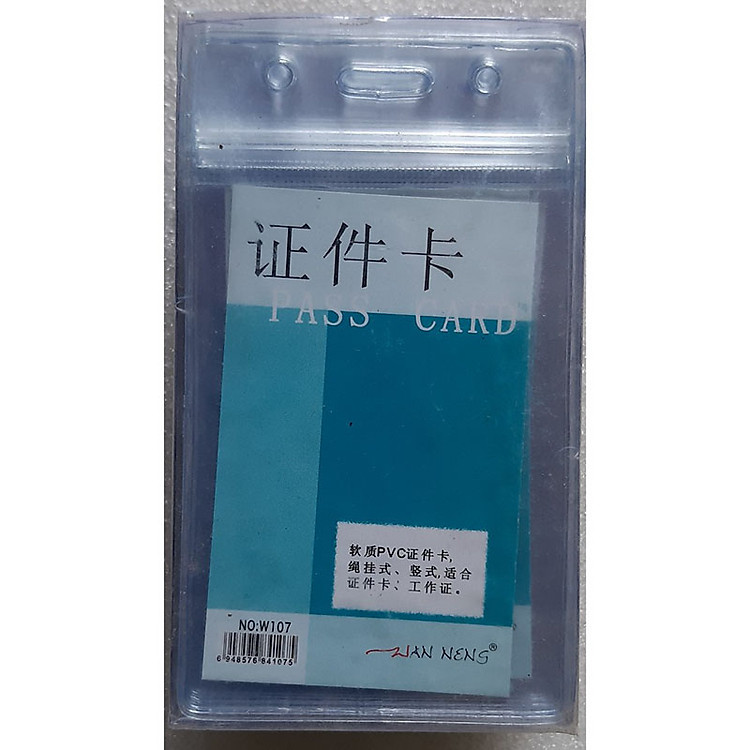 证件卡
PASS CARD
软质PVC证件卡,
绳挂式、竖式,适合
证件卡、工作证。
NO:W107
6 948576 841075
WAN NENG®